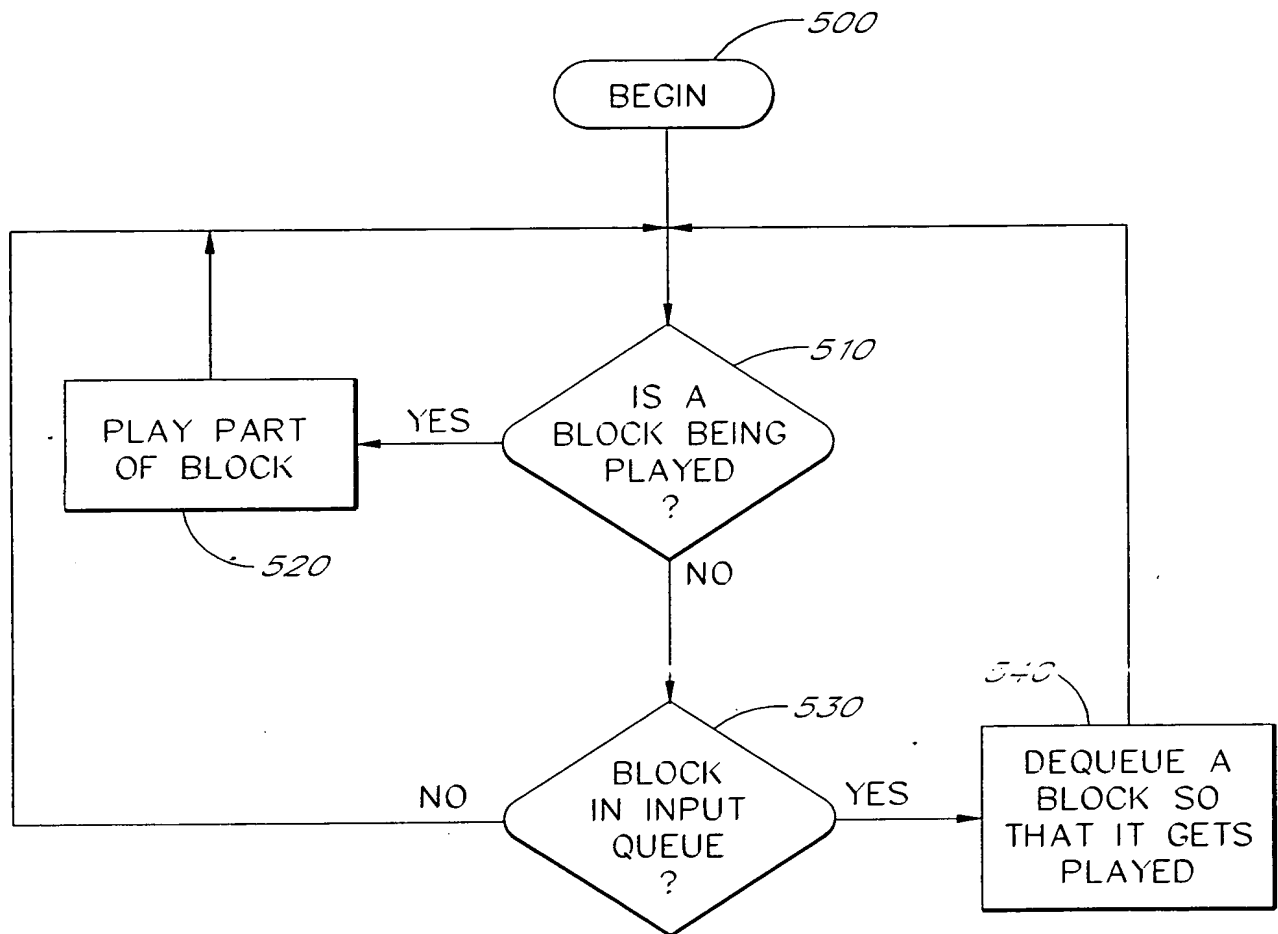 500
BEGIN
510
IS A
BLOCK BEING
PLAYED
?
YES
PLAY PART
OF BLOCK
520
NO
530
BLOCK
IN INPUT
QUEUE
?
NO
YES
540
DEQUEUE A
BLOCK SO
THAT IT GETS
PLAYED